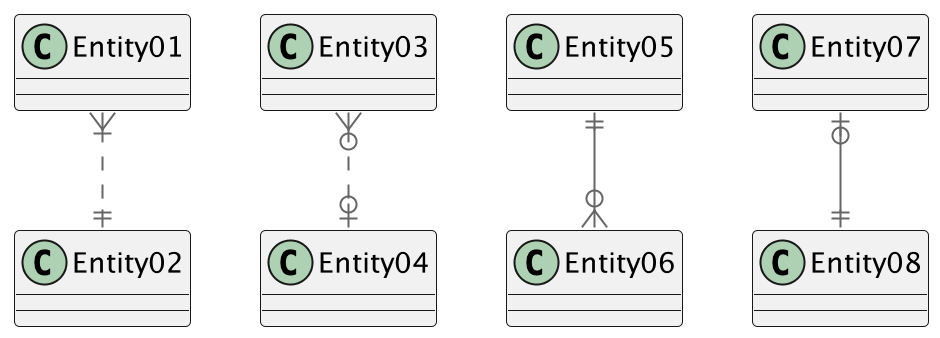 C Entity01
C Entity03
C Entity05
C Entity07
C Entity02
C Entity04
C Entity06
C Entity08